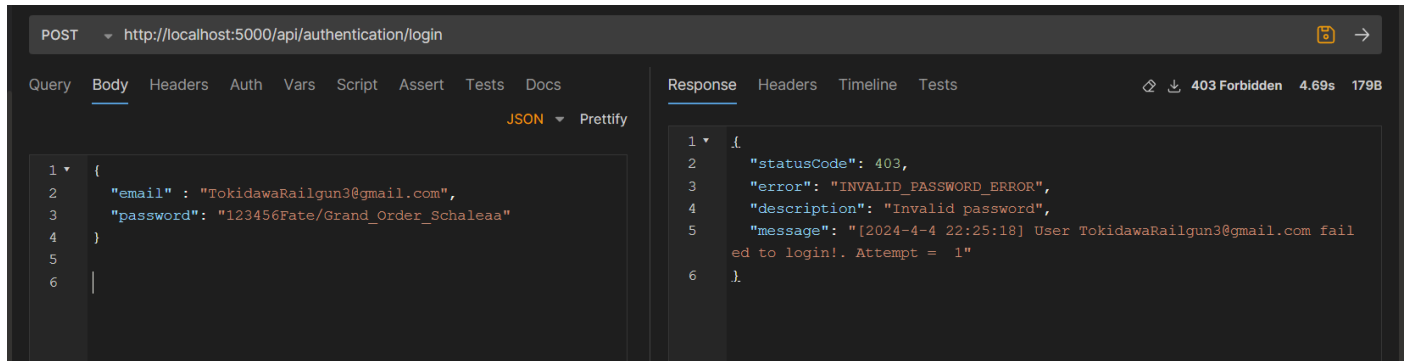 POST http://localhost:5000/api/authentication/login
Query Body Headers Auth Vars Script Assert Tests Docs
JSON Prettify
1 {
2 "email" : "TokidawaRailgun3@gmail.com",
3 "password": "123456Fate/Grand_Order_Schaleaa"
4 }
5
6
Response Headers Timeline Tests 403 Forbidden 4.69s 179B
1 {
2 "statusCode": 403,
3 "error": "INVALID_PASSWORD_ERROR",
4 "description": "Invalid password",
5 "message": "[2024-4-4 22:25:18] User TokidawaRailgun3@gmail.com fail
ed to login!. Attempt =  1"
6 }